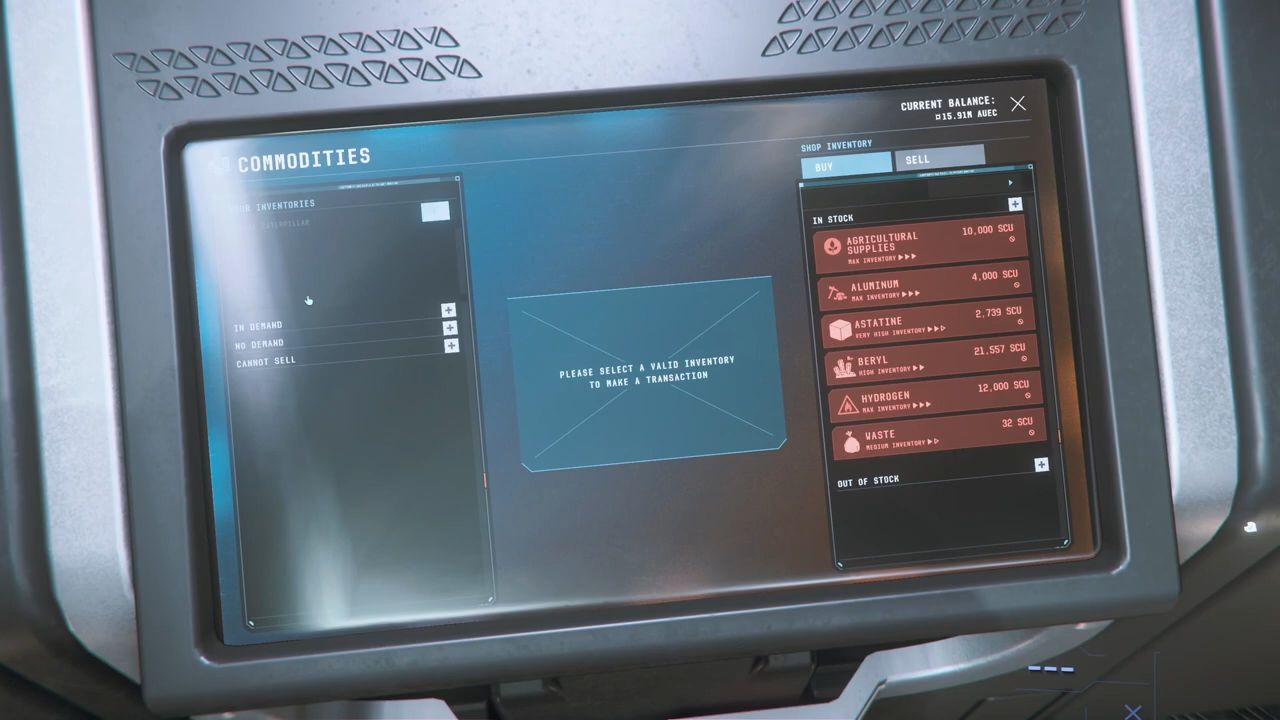 COMMODITIES
CURRENT BALANCE:
¤15.91M AUEC
INVENTORIES
CATERPILLAR
IN DEMAND
NO DEMAND
CANNOT SELL
PLEASE SELECT A VALID INVENTORY
TO MAKE A TRANSACTION
SHOP INVENTORY
BUY SELL
IN STOCK
AGRICULTURAL 10,000 SCU
SUPPLIES
MAX INVENTORY
ALUMINUM 4,000 SCU
MAX INVENTORY
ASTATINE 2,739 SCU
VERY HIGH INVENTORY
BERYL 21,557 SCU
HIGH INVENTORY
HYDROGEN 12,000 SCU
MAX INVENTORY
WASTE 32 SCU
MEDIUM INVENTORY
OUT OF STOCK